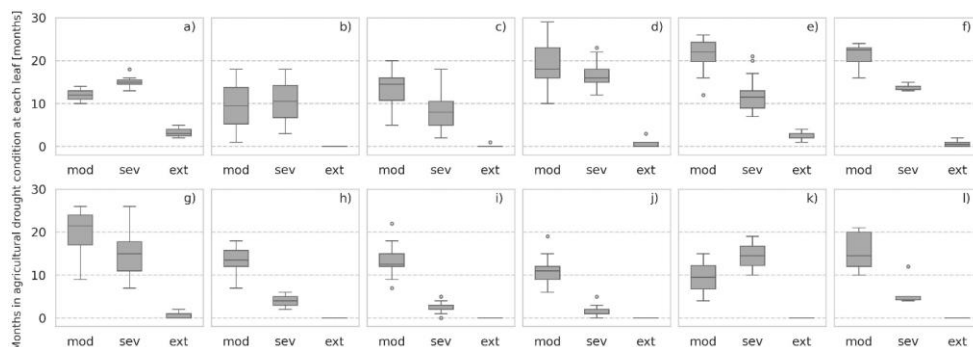 Months in agricultural drought condition at each leaf [months]
30 a) b) c) d) e) f)
20
10
0
mod sev ext mod sev ext mod sev ext mod sev ext mod sev ext mod sev ext
30 g) h) i) j) k) l)
20
10
0
mod sev ext mod sev ext mod sev ext mod sev ext mod sev ext mod sev ext